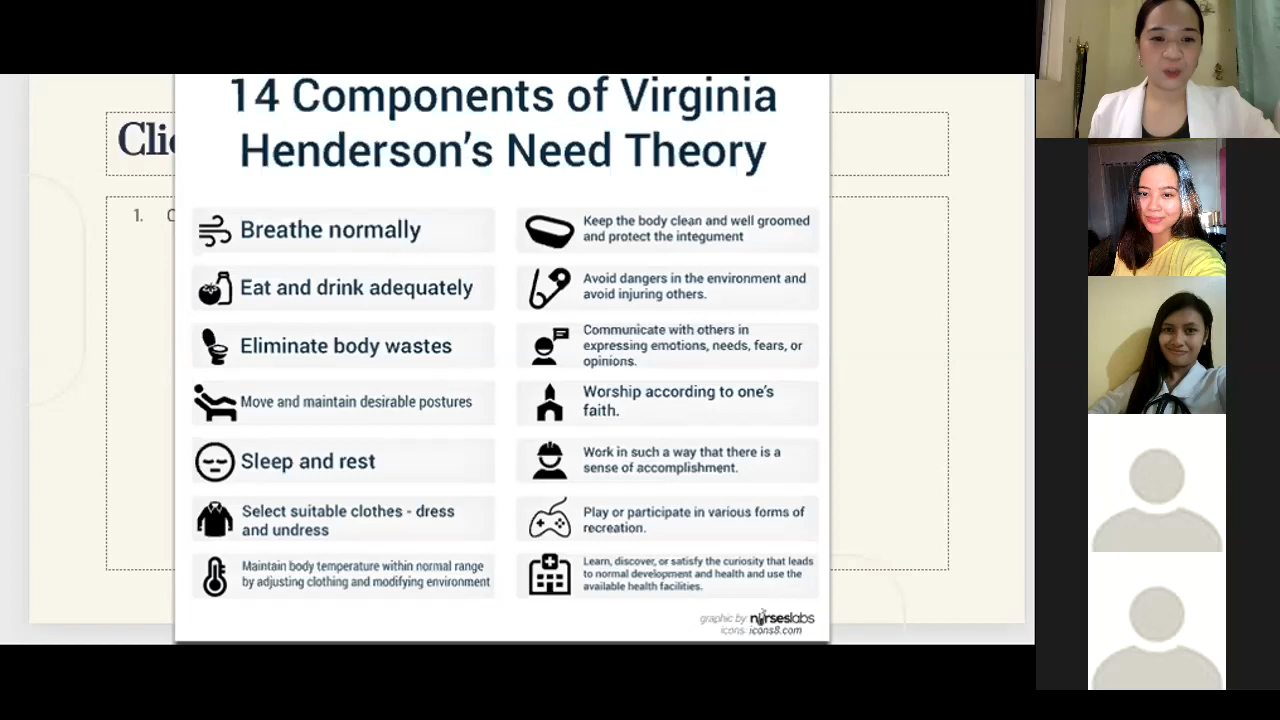 14 Components of Virginia
Henderson's Need Theory
Clie
1.
Breathe normally
Eat and drink adequately
Eliminate body wastes
Move and maintain desirable postures
Sleep and rest
Select suitable clothes - dress
and undress
Maintain body temperature within normal range
by adjusting clothing and modifying environment
Keep the body clean and well groomed
and protect the integument
Avoid dangers in the environment and
avoid injuring others.
Communicate with others in
expressing emotions, needs, fears, or
opinions.
Worship according to one's
faith.
Work in such a way that there is a
sense of accomplishment.
Play or participate in various forms of
recreation.
Learn, discover, or satisfy the curiosity that leads
to normal development and health and use the
available health facilities.
graphic by nurseslabs
icons: icons8.com